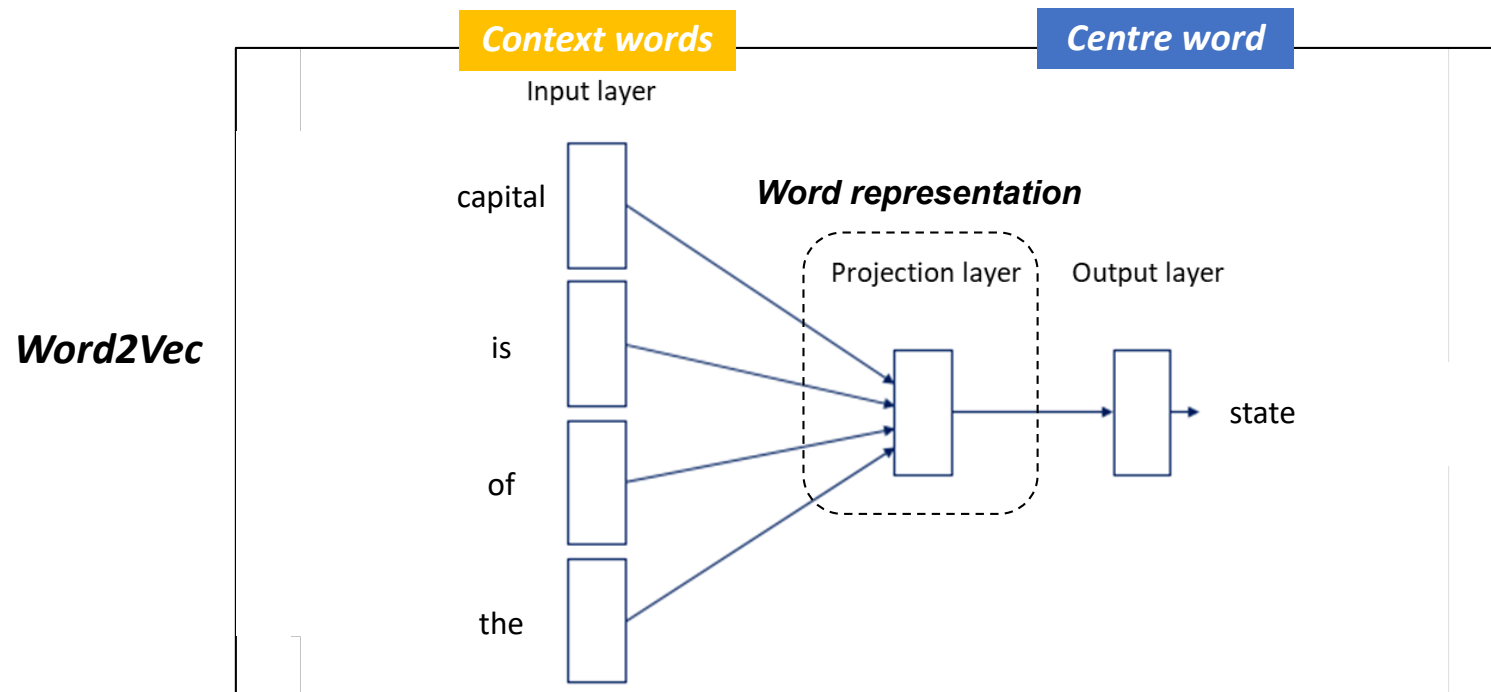 Context words
Centre word
Input layer
capital
Word representation
Projection layer
Output layer
is
Word2Vec
state
of
the